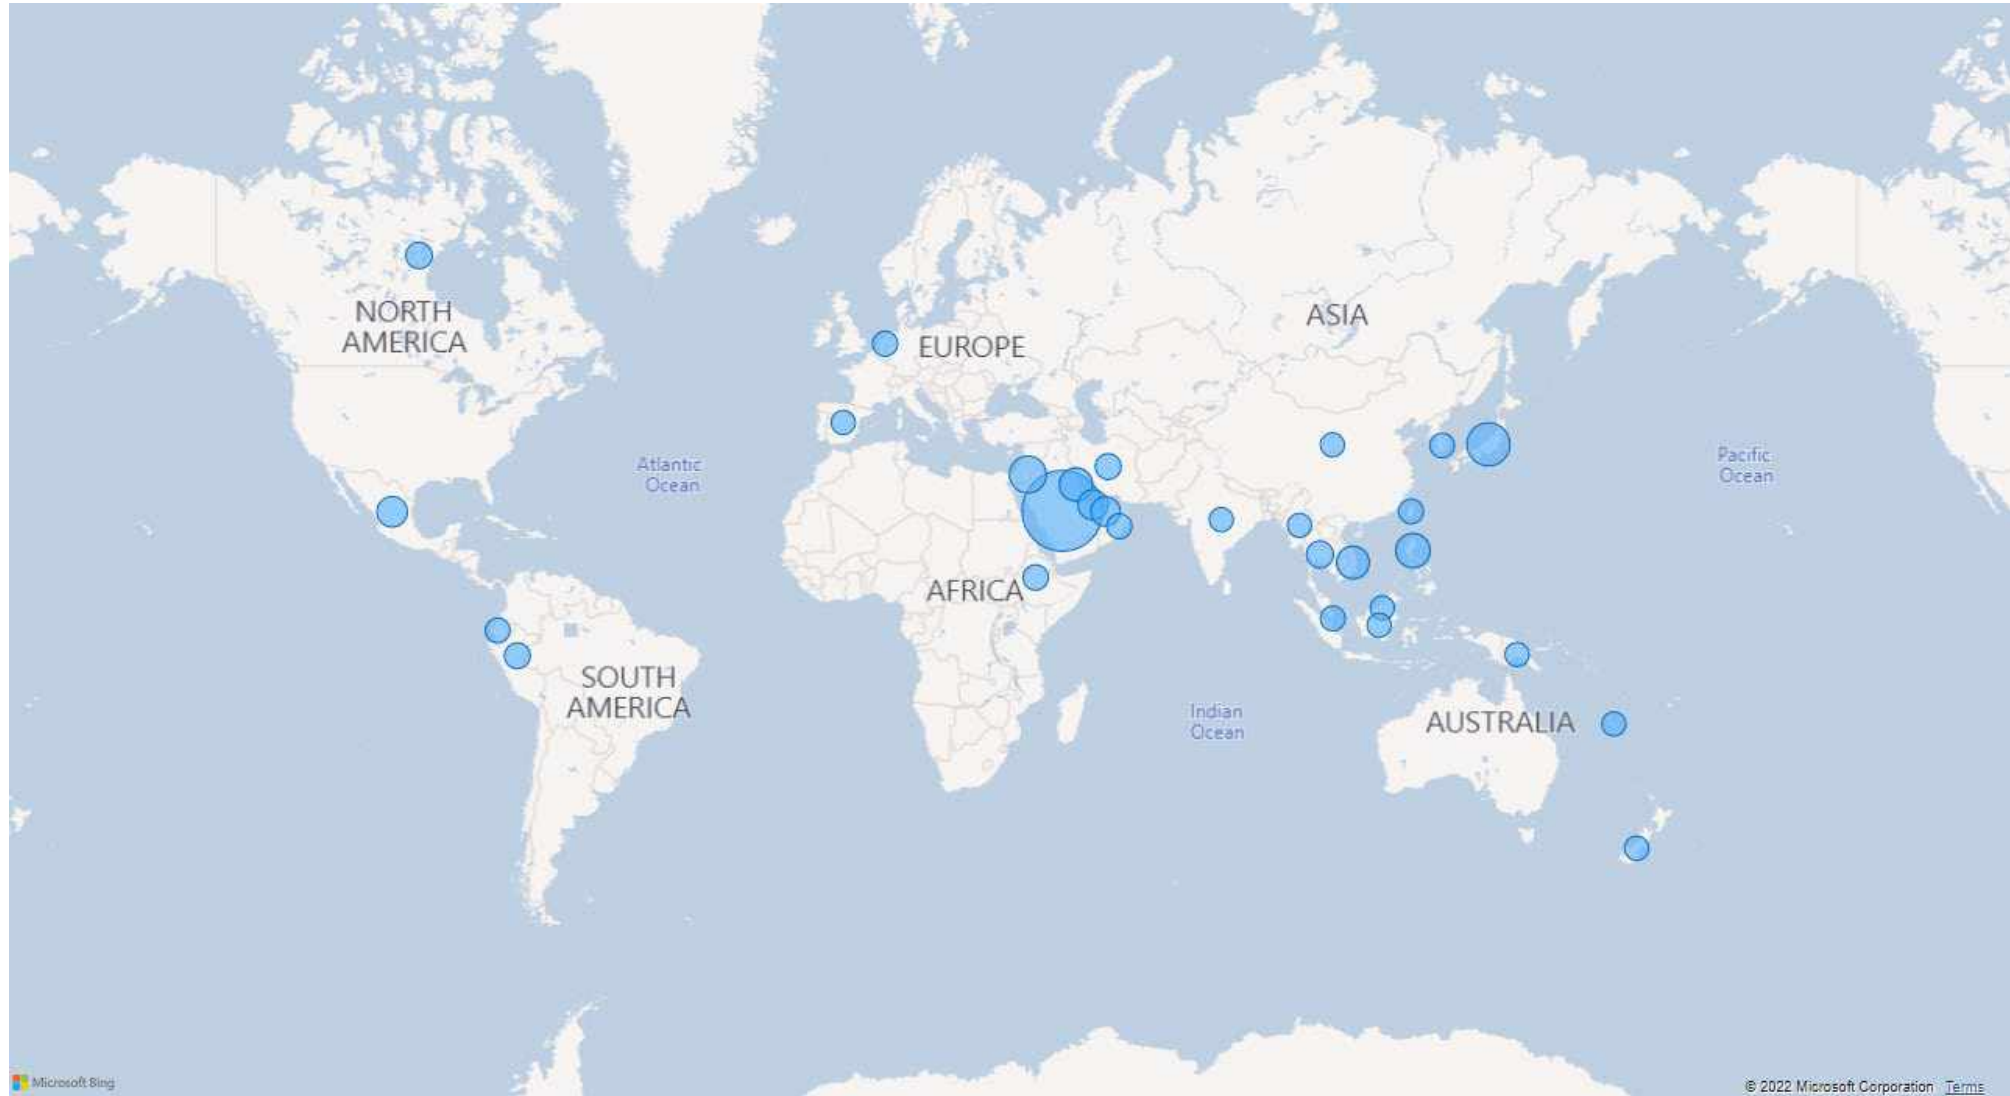 NORTH
AMERICA
EUROPE
ASIA
Atlantic
Ocean
Pacific
Ocean
AFRICA
SOUTH
AMERICA
Indian
Ocean
AUSTRALIA
Microsoft Bing
© 2022 Microsoft Corporation Terms